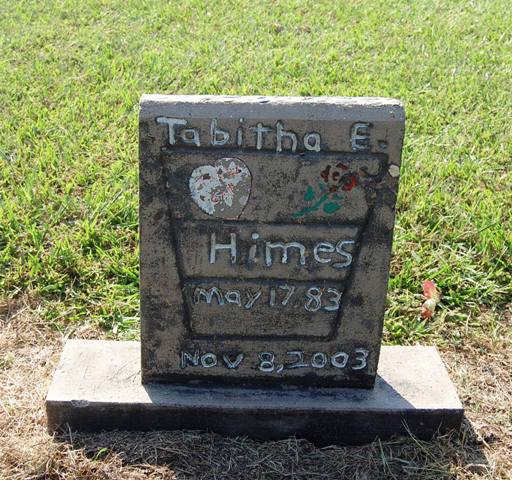 Tabitha E.
Himes
May 17 83
Nov 8, 2003